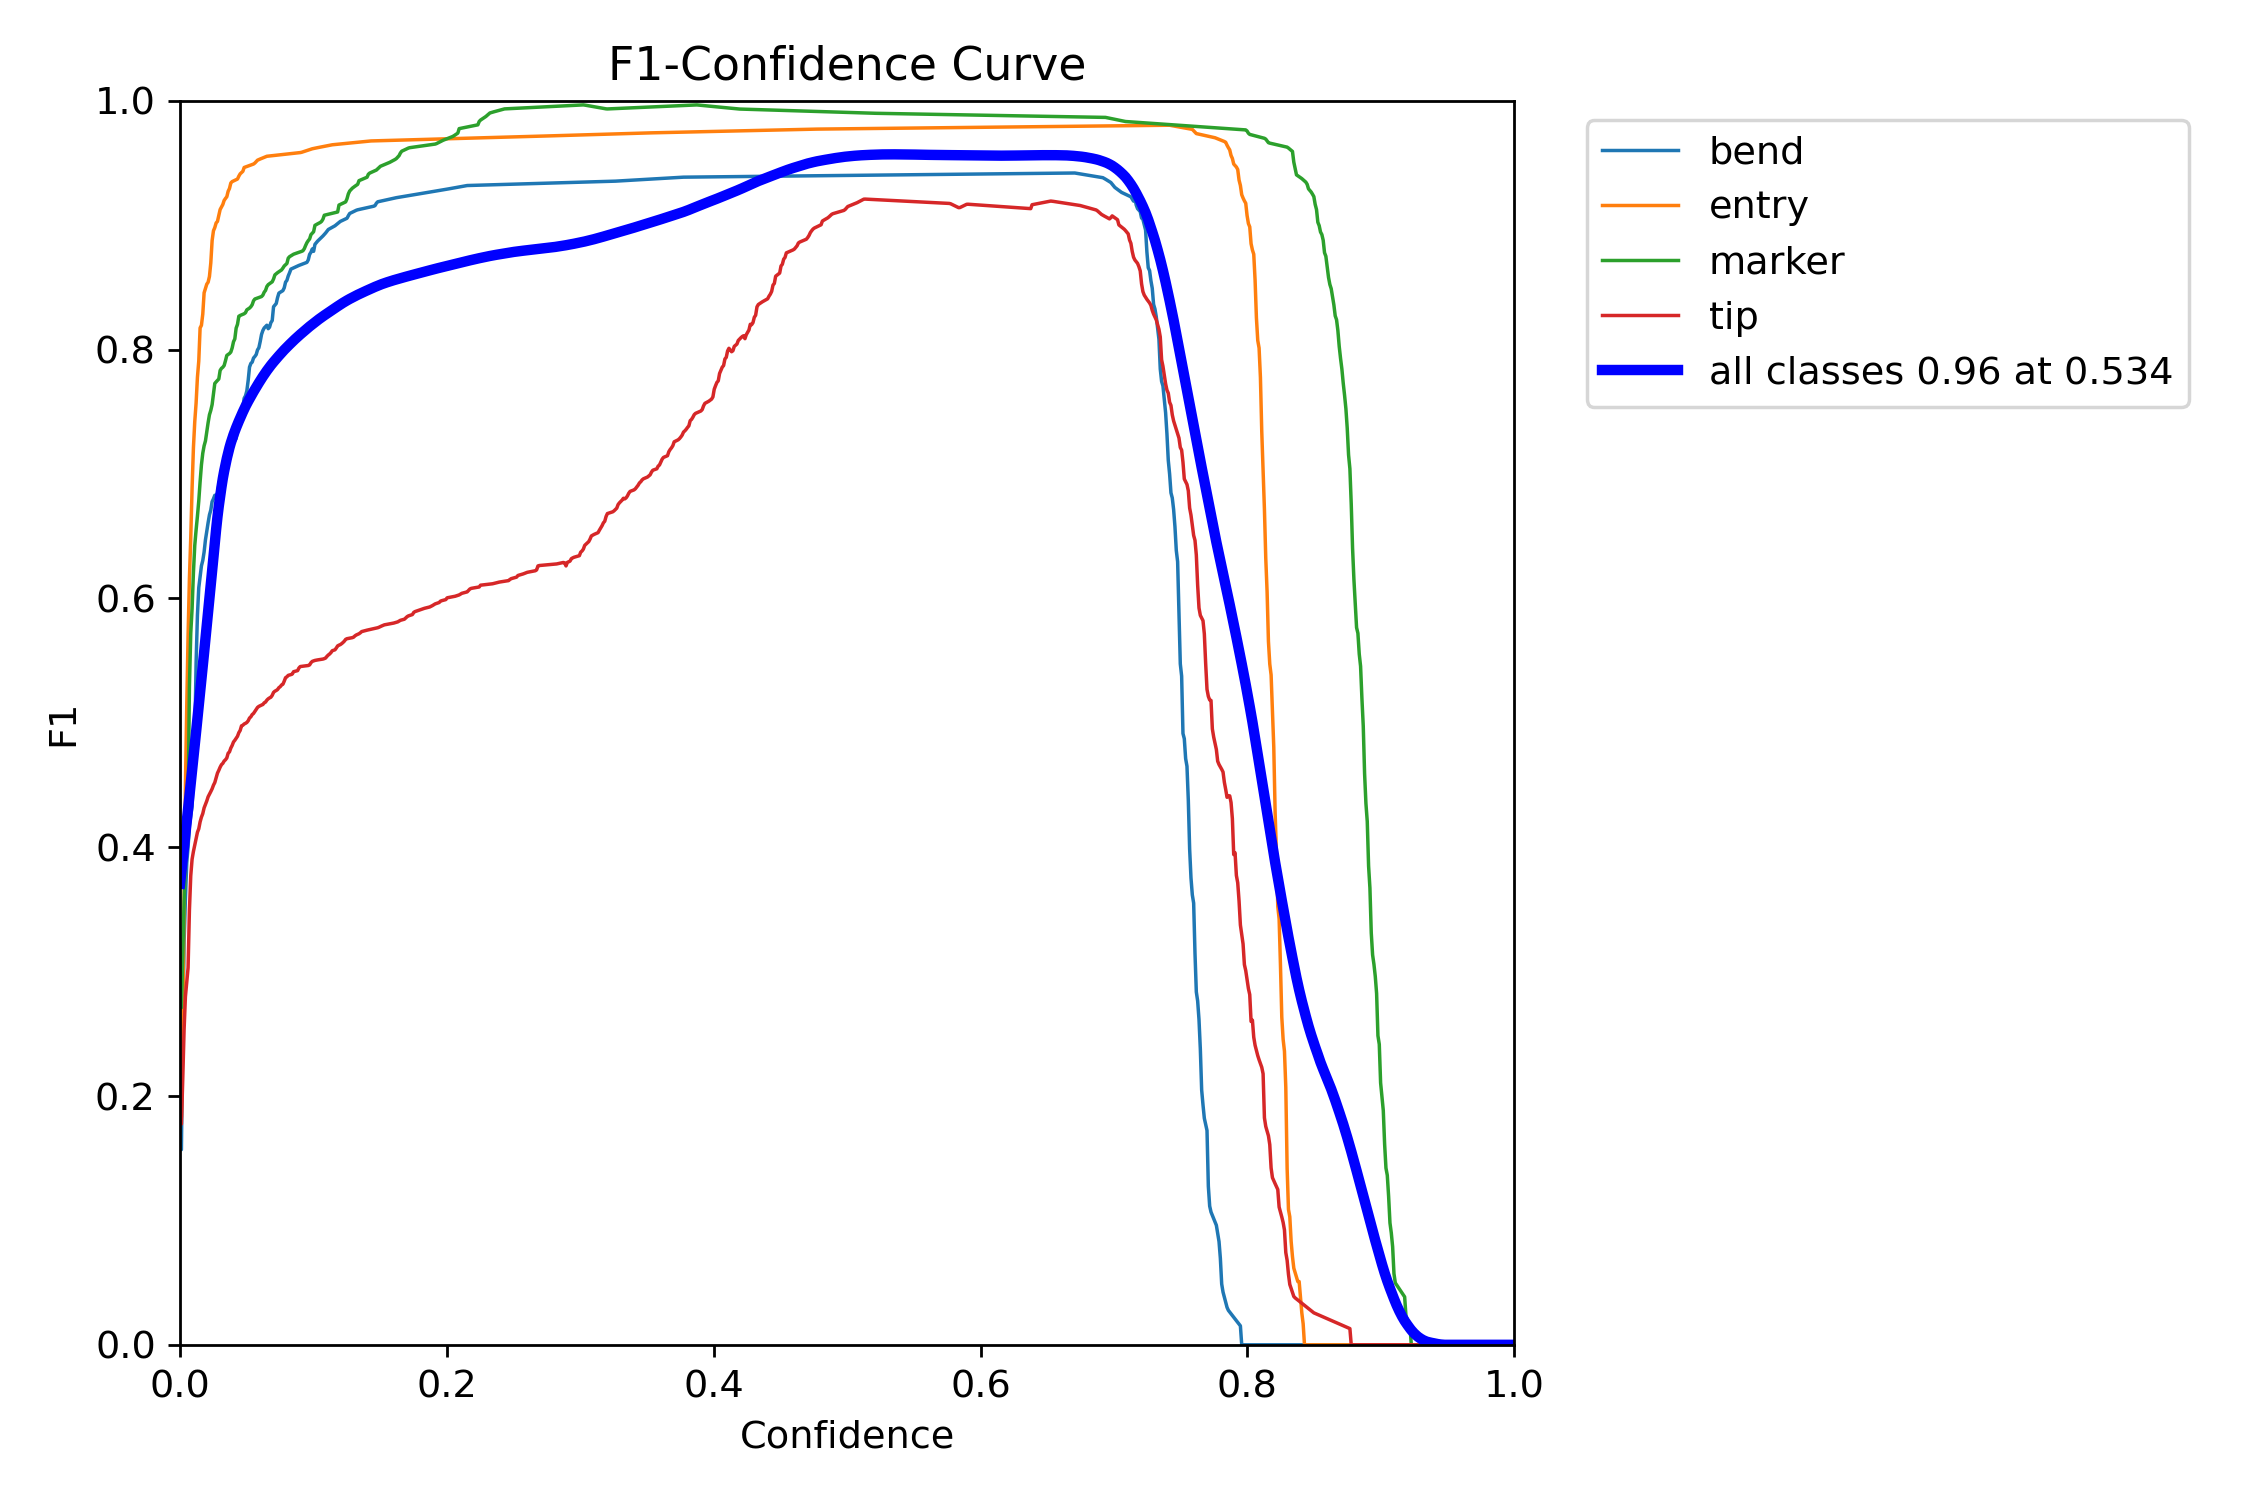 F1-Confidence Curve
1.0
0.8
0.6
0.4
0.2
0.0
F1
0.0 0.2 0.4 0.6 0.8 1.0
Confidence
bend
entry
marker
tip
all classes 0.96 at 0.534